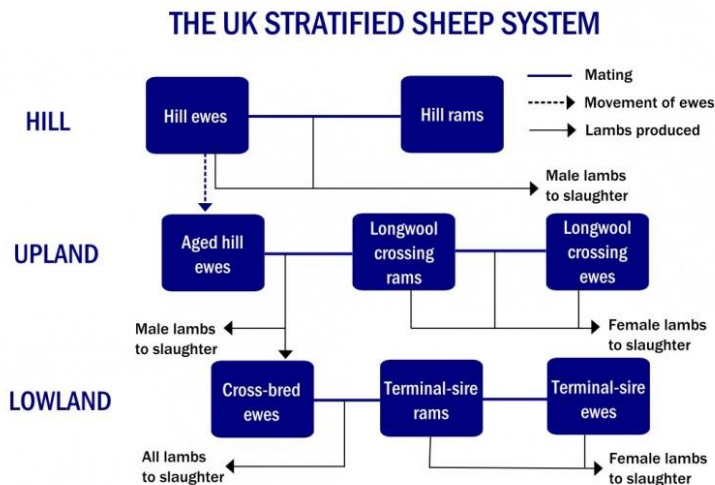 THE UK STRATIFIED SHEEP SYSTEM
Mating
Movement of ewes
Lambs produced
HILL
Hill ewes
Hill rams
Male lambs
to slaughter
UPLAND
Aged hill
ewes
Longwool
crossing
rams
Longwool
crossing
ewes
Male lambs
to slaughter
Female lambs
to slaughter
LOWLAND
Cross-bred
ewes
Terminal-sire
rams
Terminal-sire
ewes
All lambs
to slaughter
Female lambs
to slaughter